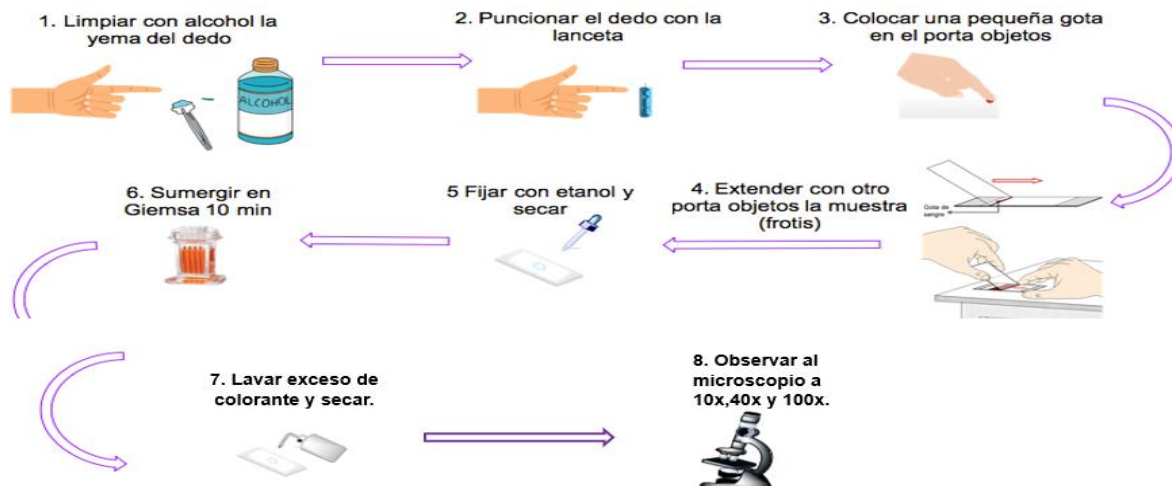 1. Limpiar con alcohol la
yema del dedo
ALCOHOL
2. Puncionar el dedo con la
lanceta
3. Colocar una pequeña gota
en el porta objetos
4. Extender con otro
porta objetos la muestra
(frotis)
Gota de
sangre
5 Fijar con etanol y
secar
6. Sumergir en
Giemsa 10 min
7. Lavar exceso de
colorante y secar.
8. Observar al
microscopio a
10x,40x y 100x.